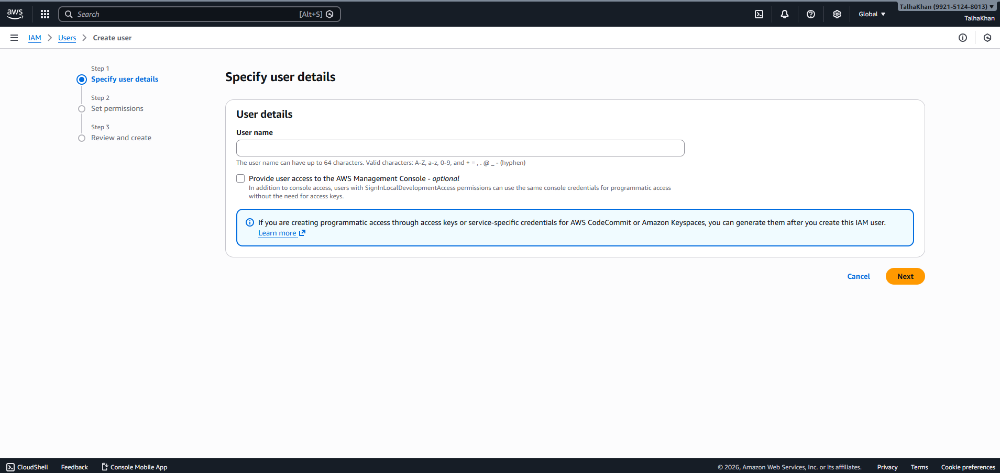 aws
Search [Alt+S]
Global
TalhaKhan (9921-5124-8013)
TalhaKhan
IAM Users Create user
Step 1
Specify user details
Step 2
Set permissions
Step 3
Review and create
Specify user details
User details
User name
The user name can have up to 64 characters. Valid characters: A-Z, a-z, 0-9, and + = , . @ _ - (hyphen)
Provide user access to the AWS Management Console - optional
In addition to console access, users with SignInLocalDevelopmentAccess permissions can use the same console credentials for programmatic access
without the need for access keys.
If you are creating programmatic access through access keys or service-specific credentials for AWS CodeCommit or Amazon Keyspaces, you can generate them after you create this IAM user.
Learn more
Cancel Next
CloudShell Feedback Console Mobile App © 2026, Amazon Web Services, Inc. or its affiliates. Privacy Terms Cookie preferences